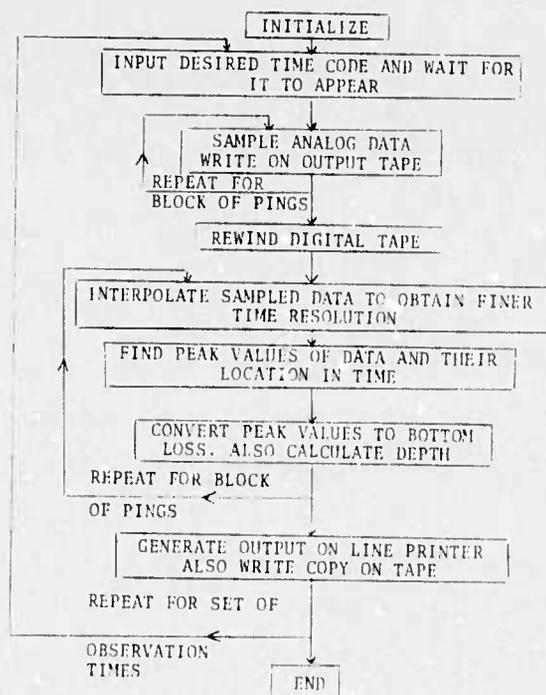 INITIALIZE
INPUT DESIRED TIME CODE AND WAIT FOR
IT TO APPEAR
SAMPLE ANALOG DATA
WRITE ON OUTPUT TAPE
REPEAT FOR
BLOCK OF PINGS
REWIND DIGITAL TAPE
INTERPOLATE SAMPLED DATA TO OBTAIN FINER
TIME RESOLUTION
FIND PEAK VALUES OF DATA AND THEIR
LOCATION IN TIME
CONVERT PEAK VALUES TO BOTTOM
LOSS. ALSO CALCULATE DEPTH
REPEAT FOR BLOCK
OF PINGS
GENERATE OUTPUT ON LINE PRINTER
ALSO WRITE COPY ON TAPE
REPEAT FOR SET OF
OBSERVATION
TIMES
END